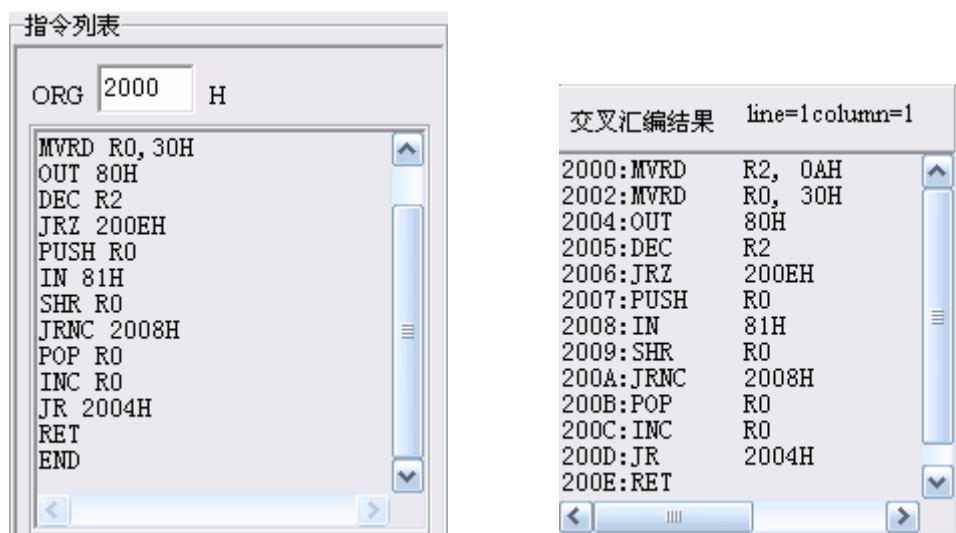 指令列表
ORG 2000 H
MVRD R0,30H
OUT 80H
DEC R2
JRZ 200EH
PUSH R0
IN 81H
SHR R0
JRNC 2008H
POP R0
INC R0
JR 2004H
RET
END
交叉汇编结果 line=1column=1
2000:MVRD R2, 0AH
2002:MVRD R0, 30H
2004:OUT 80H
2005:DEC R2
2006:JRZ 200EH
2007:PUSH R0
2008:IN 81H
2009:SHR R0
200A:JRNC 2008H
200B:POP R0
200C:INC R0
200D:JR 2004H
200E:RET